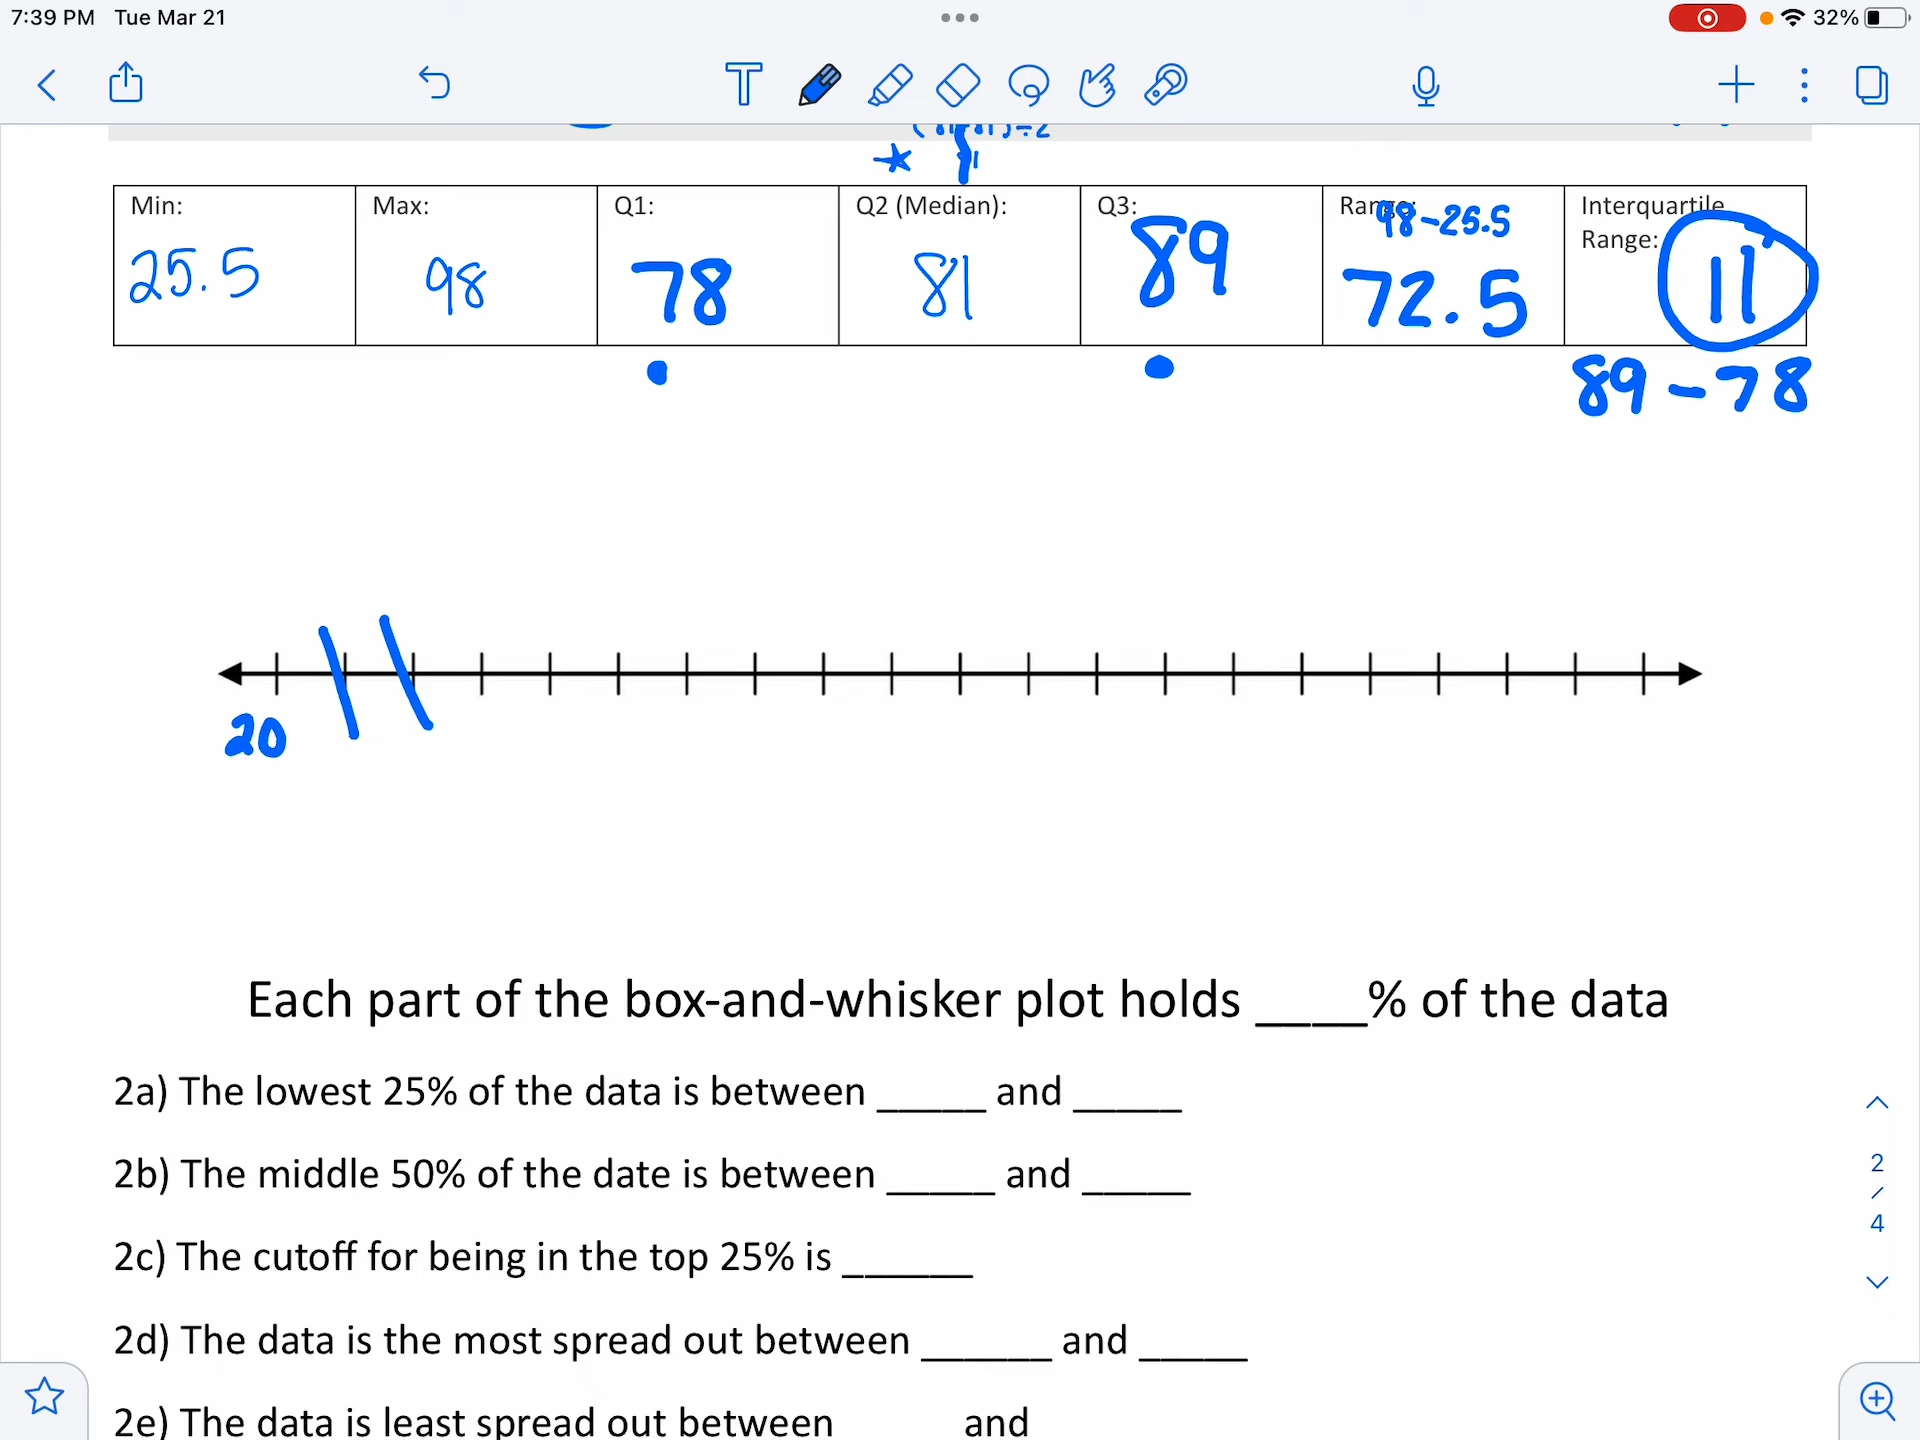 7:39 PM Tue Mar 21
32%
T
÷2
Min: Max: Q1: Q2 (Median): Q3: Range: Interquartile Range:
98-25.5
25.5 98 78 81 89 72.5 11
89-78
20
Each part of the box-and-whisker plot holds ____% of the data
2a) The lowest 25% of the data is between _____ and _____
2b) The middle 50% of the date is between _____ and _____
2c) The cutoff for being in the top 25% is ______
2d) The data is the most spread out between ______ and _____
2e) The data is least spread out between and
2
/
4